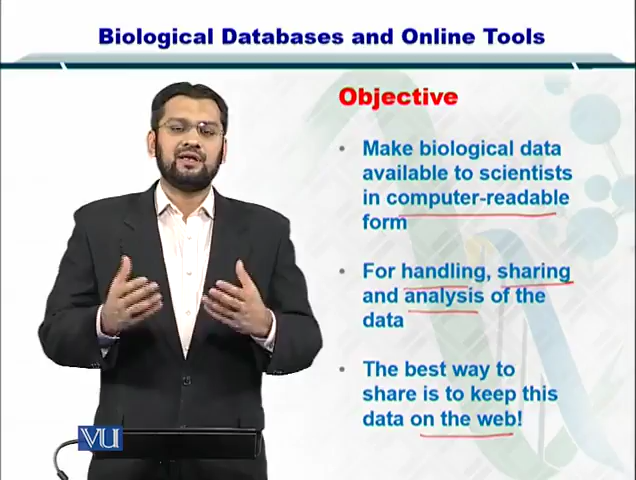 Biological Databases and Online Tools
Objective
• Make biological data
available to scientists
in computer-readable
form
• For handling, sharing
and analysis of the
data
• The best way to
share is to keep this
data on the web!
VU